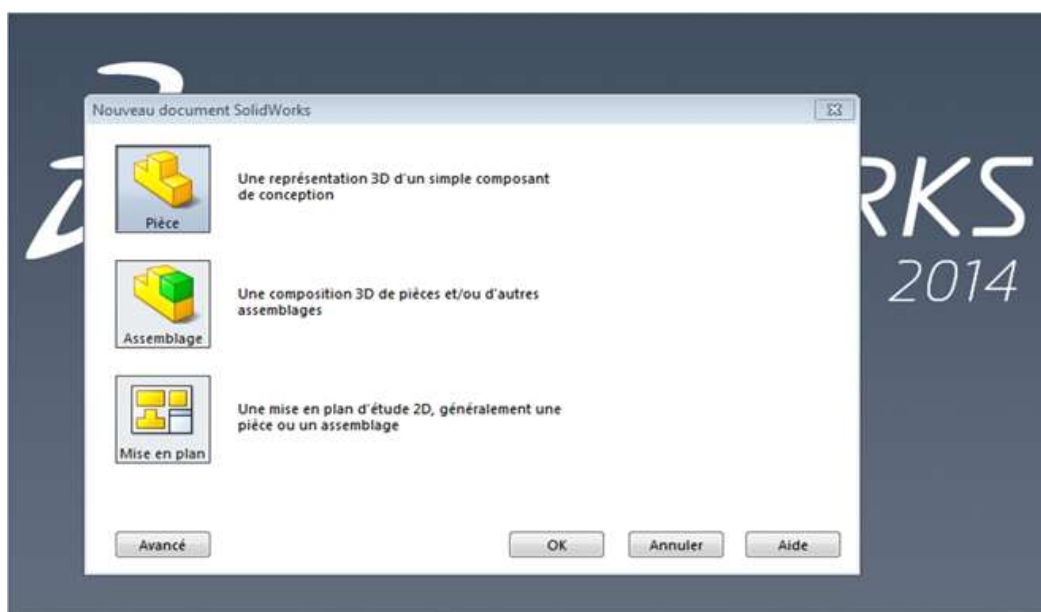 Nouveau document SolidWorks
Une représentation 3D d'un simple composant
de conception
Pièce
RKS
2014
Une composition 3D de pièces et/ou d'autres
assemblages
Assemblage
Une mise en plan d'étude 2D, généralement une
pièce ou un assemblage
Mise en plan
Avancé OK Annuler Aide